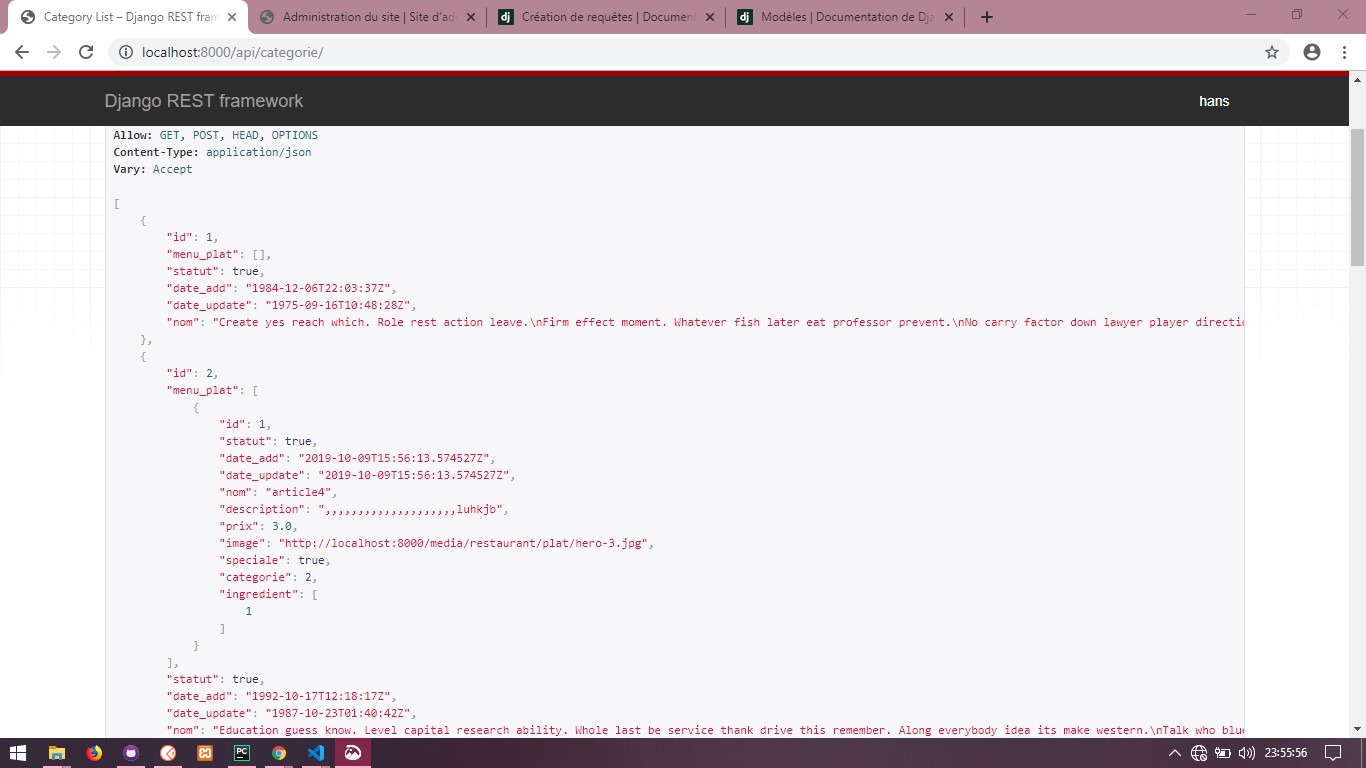 Category List – Django REST fram
Administration du site | Site d'ad
Création de requêtes | Documen
Modèles | Documentation de Dja
localhost:8000/api/categorie/
Django REST framework
hans
Allow: GET, POST, HEAD, OPTIONS
Content-Type: application/json
Vary: Accept
[
{
"id": 1,
"menu_plat": [],
"statut": true,
"date_add": "1984-12-06T22:03:37Z",
"date_update": "1975-09-16T10:48:28Z",
"nom": "Create yes reach which. Role rest action leave.\nFirm effect moment. Whatever fish later eat professor prevent.\nNo carry factor down lawyer player directio
},
{
"id": 2,
"menu_plat": [
{
"id": 1,
"statut": true,
"date_add": "2019-10-09T15:56:13.574527Z",
"date_update": "2019-10-09T15:56:13.574527Z",
"nom": "article4",
"description": ",,,,,,,,,,,,,,,,,,,,luhkjb",
"prix": 3.0,
"image": "http://localhost:8000/media/restaurant/plat/hero-3.jpg",
"speciale": true,
"categorie": 2,
"ingredient": [
1
]
}
],
"statut": true,
"date_add": "1992-10-17T12:18:17Z",
"date_update": "1987-10-23T01:40:42Z",
"nom": "Education guess know. Level capital research ability. Whole last be service thank drive this remember. Along everybody idea its make western.\nTalk who blue
23:55:56